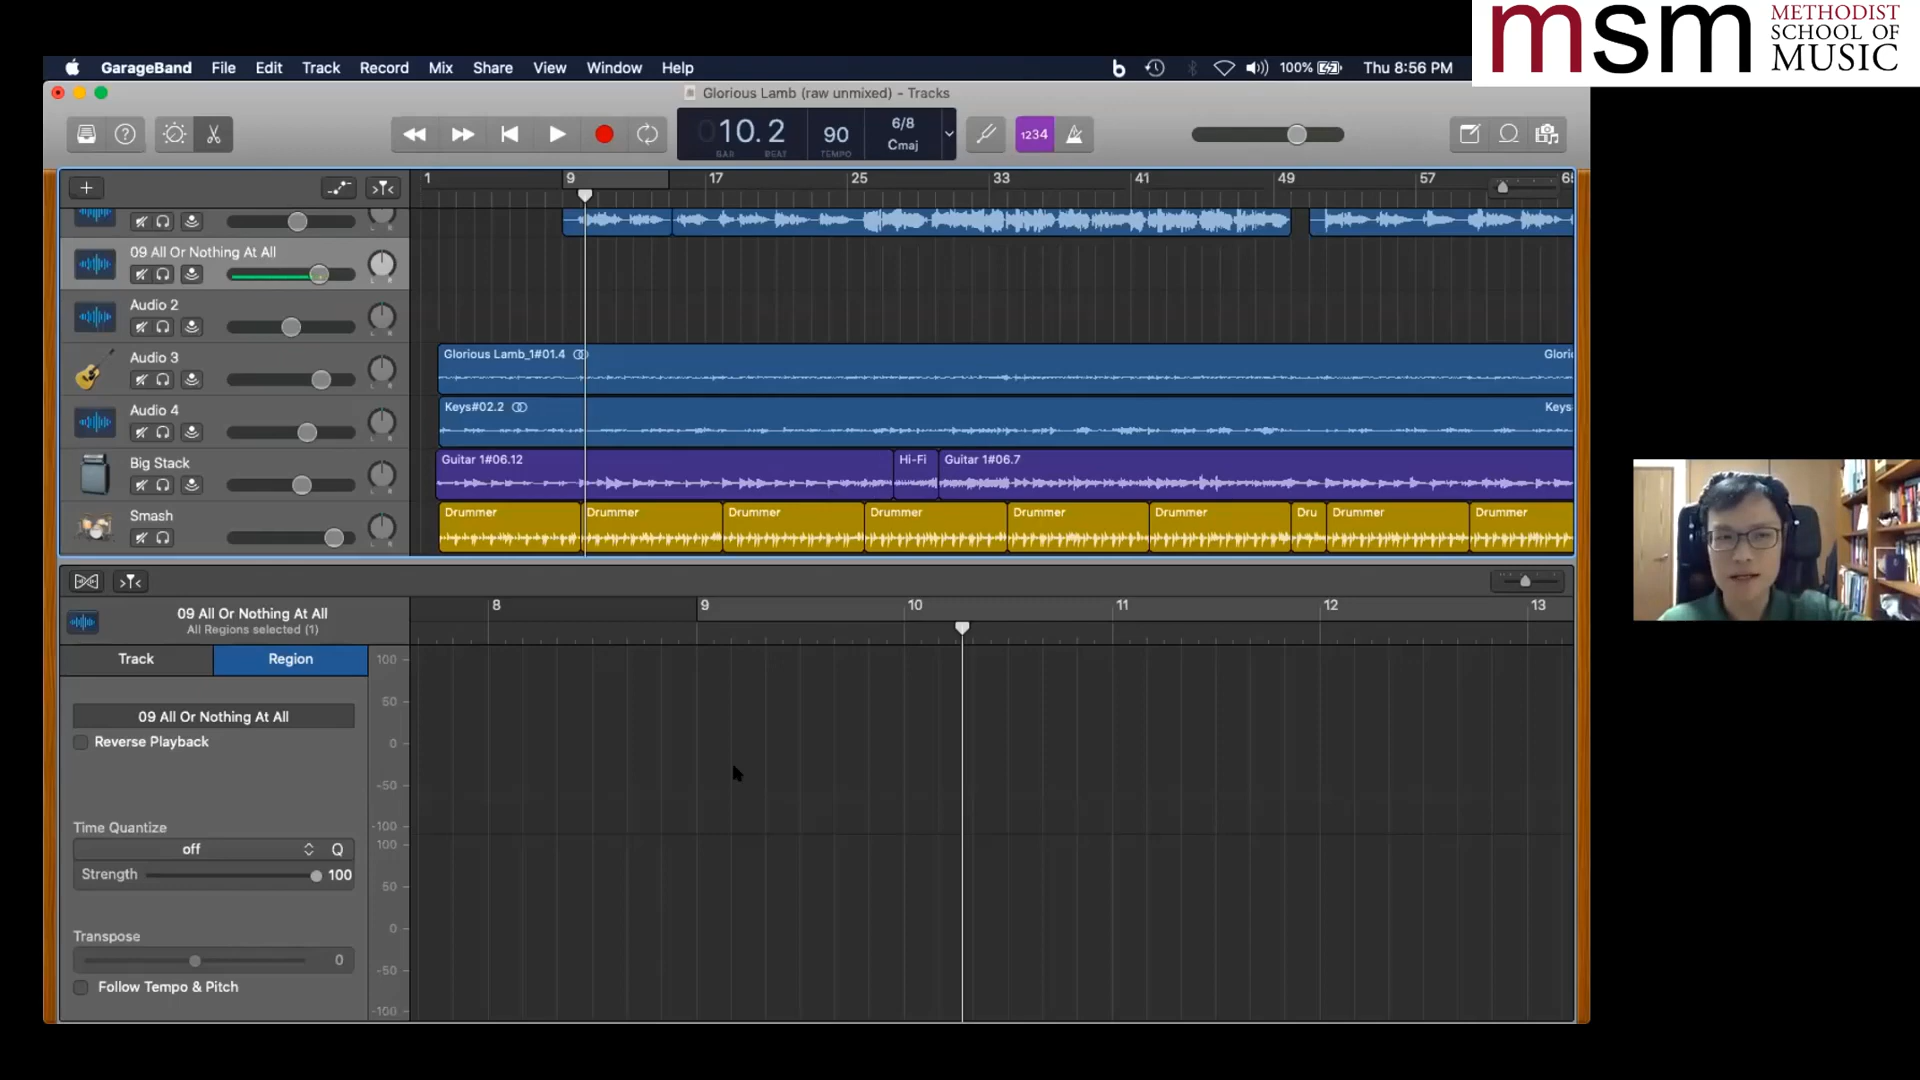 msm METHODIST
SCHOOL OF
MUSIC
GarageBand File Edit Track Record Mix Share View Window Help 100% Thu 8:56 PM
Glorious Lamb (raw unmixed) - Tracks
010.2 90 6/8
Cmaj
BAR BEAT TEMPO
1234
1 9 17 25 33 41 49 57 65
09 All Or Nothing At All
Audio 2
Audio 3
Glorious Lamb_1#01.4 Glori
Audio 4
Keys#02.2 Keys
Big Stack
Guitar 1#06.12 Hi-Fi Guitar 1#06.7
Smash
Drummer Drummer Drummer Drummer Drummer Drummer Dru Drummer Drummer
09 All Or Nothing At All
All Regions selected (1)
8 9 10 11 12 13
Track Region
100
50
0
-50
-100
100
50
0
-50
-100
09 All Or Nothing At All
Reverse Playback
Time Quantize
off Q
Strength 100
Transpose
0
Follow Tempo & Pitch